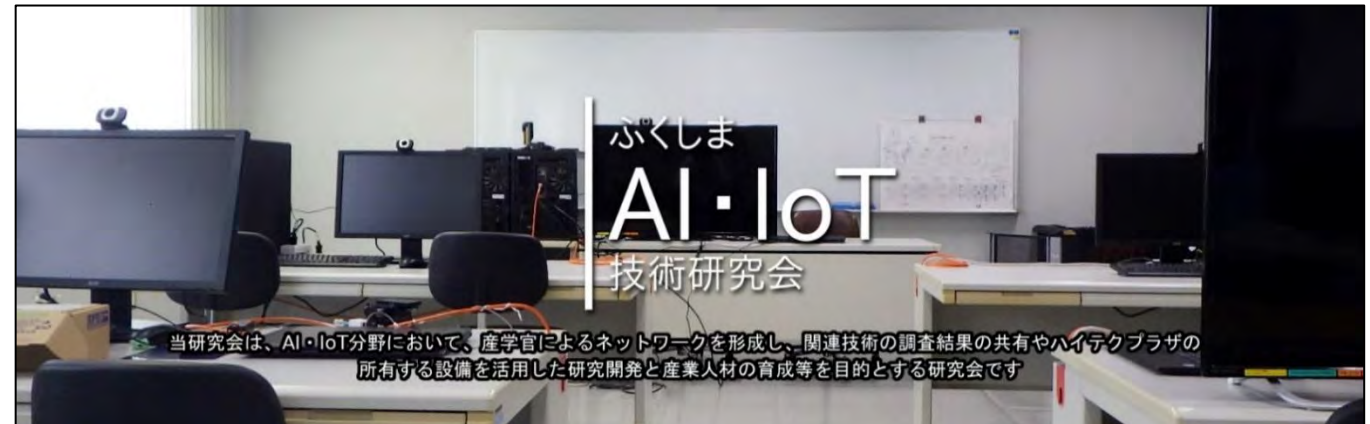 ふくしま
AI・IoT
技術研究会
当研究会は、AI・IoT分野において、産学官によるネットワークを形成し、関連技術の調査結果の共有やハイテクプラザの
所有する設備を活用した研究開発と産業人材の育成等を目的とする研究会です